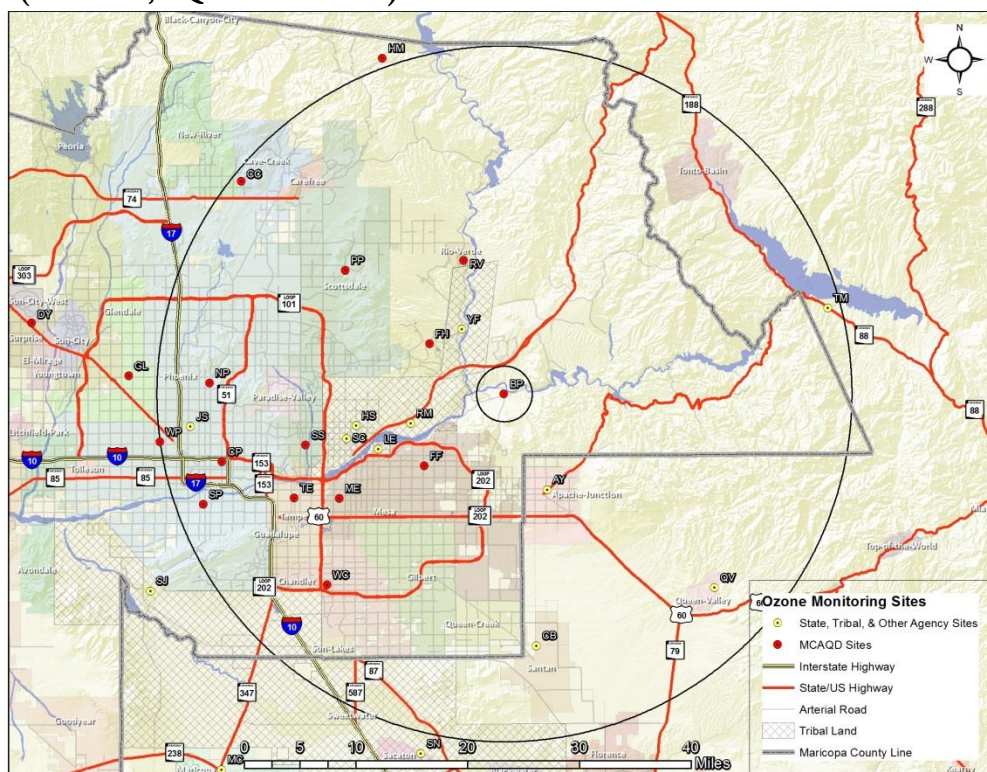 Black-Canyon-City
HM
N
W E
S
188
288
New-River
Peoria
Tonto-Basin
Cave-Creek
CC
Carefree
74
17
Rio-Verde
RV
PP
Scottsdale
LOOP
303
LOOP
101
Sun-City-West
Glendale
TM
DY
YF
Surprise
Sun-City
FH
88
El-Mirage
Youngtown
GL
NP
Phoenix
51
Paradise-Valley
BP
88
JS
HS
RM
Litchfield-Park
WP
SS
SC
LE
10
10
CP
153
FF
Tolleson
85
85
17
153
LOOP
202
AY
Apache-Junction
SP
TE
ME
Mesa
Tempe
60
LOOP
202
Guadalupe
Top-of-the-World
Avondale
SJ
LOOP
202
Chandler
WC
Gilbert
QV
Queen-Valley
60
10
Queen-Creek
60
CB
Santan
Sun-Lakes
79
87
347
587
Sweetwater
Goodyear
238
MC
SN
Sacaton
Florence
Kearny
0 5 10 20 30 40
Miles
Ozone Monitoring Sites
State, Tribal, & Other Agency Sites
MCAQD Sites
Interstate Highway
State/US Highway
Arterial Road
Tribal Land
Maricopa County Line